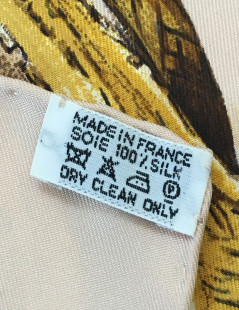 MADE IN FRANCE
SOIE 100% SILK
P
DRY CLEAN ONLY